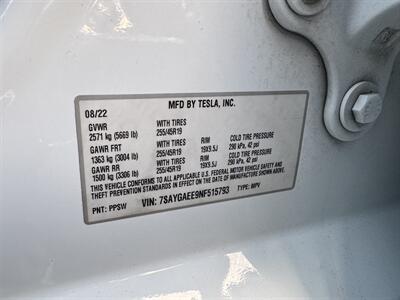 MFD BY TESLA, INC.
08/22
GVWR WITH TIRES
2571 kg (5669 lb) 255/45R19
GAWR FRT WITH TIRES RIM COLD TIRE PRESSURE
1363 kg (3004 lb) 255/45R19 19X9.5J 290 kPa, 42 psi
GAWR RR WITH TIRES RIM COLD TIRE PRESSURE
1500 kg (3306 lb) 255/45R19 19X9.5J 290 kPa, 42 psi
THIS VEHICLE CONFORMS TO ALL APPLICABLE U.S. FEDERAL MOTOR VEHICLE SAFETY AND
THEFT PREVENTION STANDARDS IN EFFECT ON THE DATE OF MANUFACTURE SHOWN ABOVE.
PNT: PPSW VIN: 7SAYGAEE9NF515793 TYPE: MPV